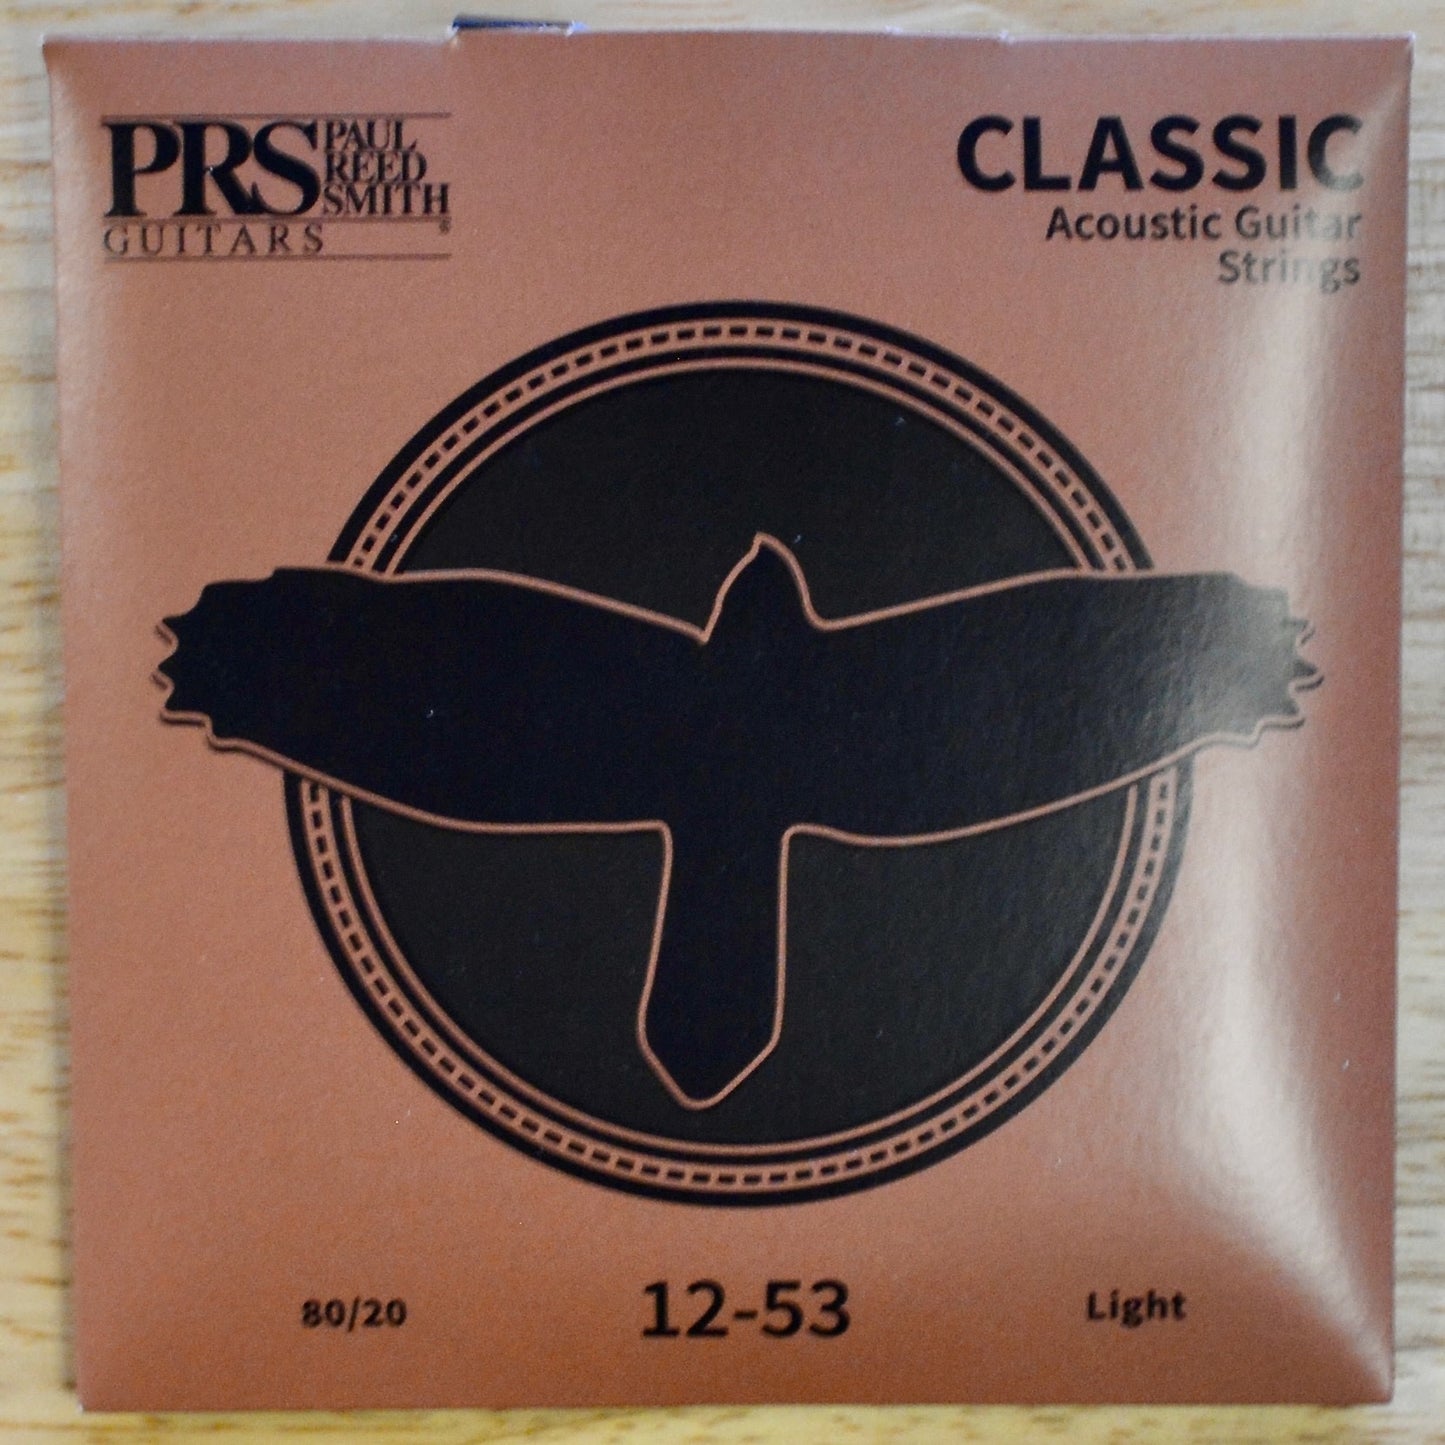 PRS PAUL
REED
SMITH
GUITARS ®
CLASSIC
Acoustic Guitar
Strings
80/20
12-53
Light